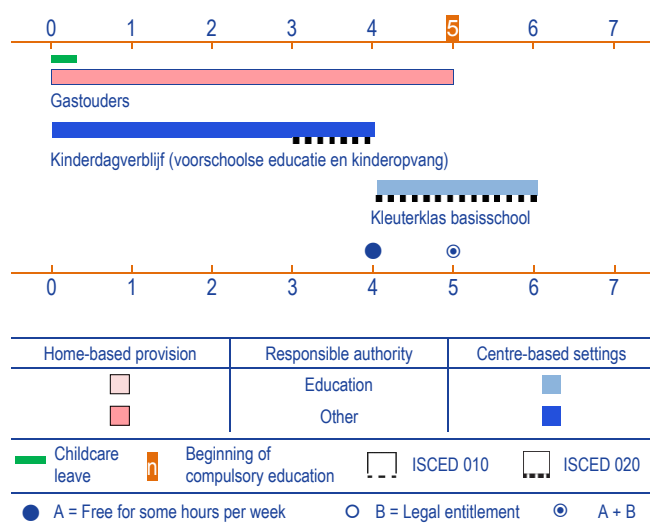 0 1 2 3 4 5 6 7
Gastouders
Kinderdagverblijf (voorschoolse educatie en kinderopvang)
Kleuterklas basisschool
0 1 2 3 4 5 6 7
Home-based provision Responsible authority Centre-based settings
Education
Other
Childcare leave
n Beginning of compulsory education
ISCED 010
ISCED 020
A = Free for some hours per week B = Legal entitlement A + B